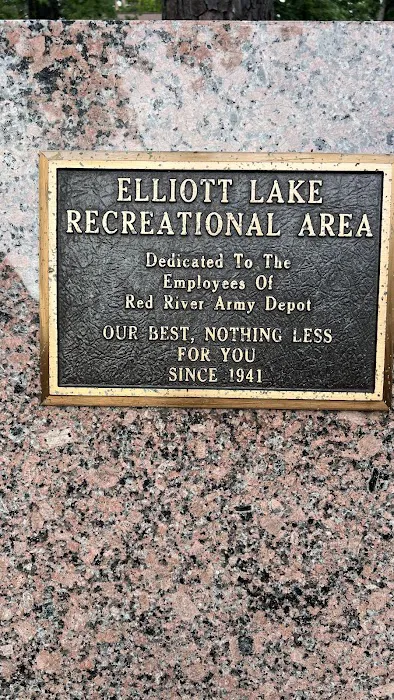 ELLIOTT LAKE
RECREATIONAL AREA
Dedicated To The
Employees Of
Red River Army Depot
OUR BEST, NOTHING LESS
FOR YOU
SINCE 1941